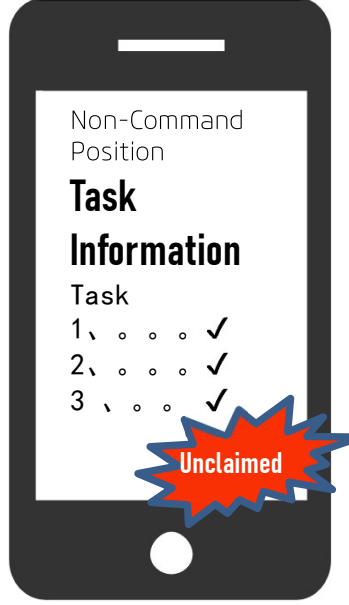 Non-Command
Position
Task
Information
Task
1、。。。✓
2、。。。✓
3 、。。 ✓
Unclaimed